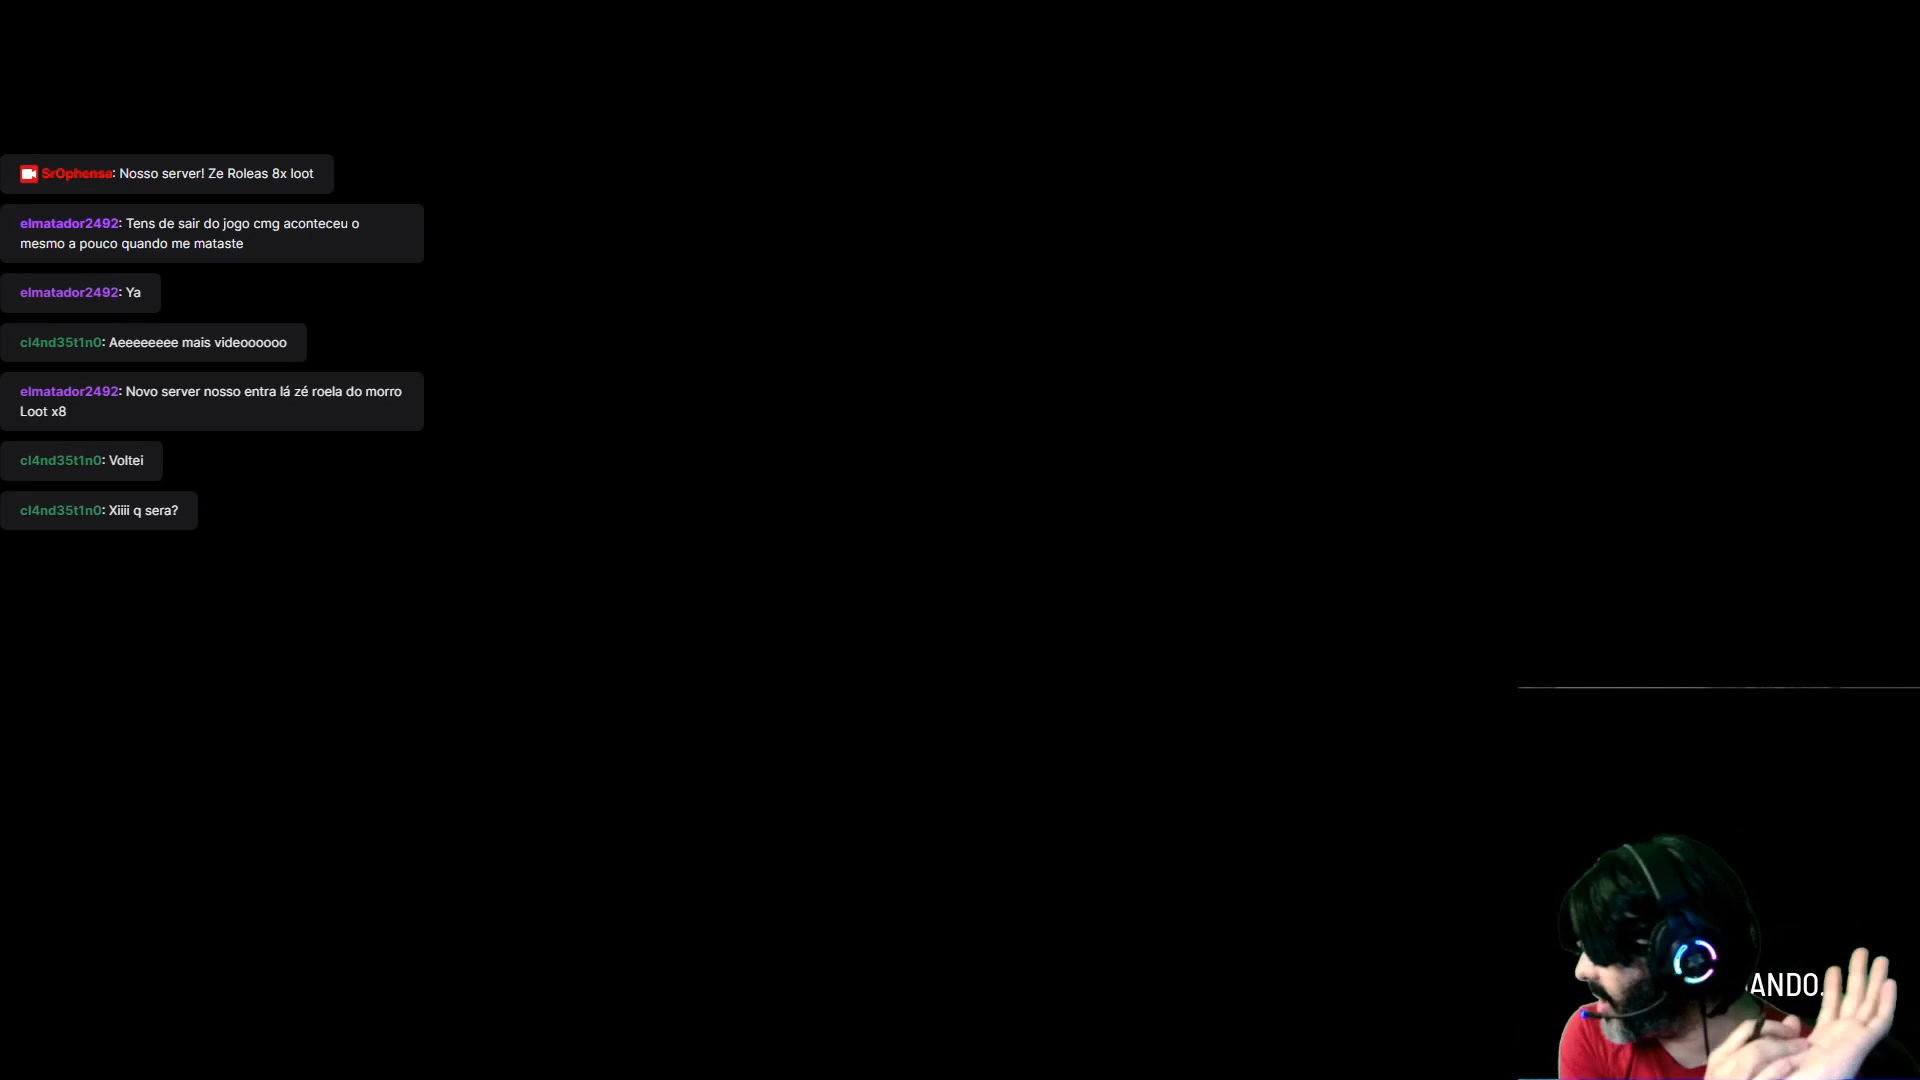 SrOphensa: Nosso server! Ze Roleas 8x loot
elmatador2492: Tens de sair do jogo cmg aconteceu o
mesmo a pouco quando me mataste
elmatador2492: Ya
cl4nd35t1n0: Aeeeeeeee mais videoooooo
elmatador2492: Novo server nosso entra lá zé roela do morro
Loot x8
cl4nd35t1n0: Voltei
cl4nd35t1n0: Xiiii q sera?
ANDO.